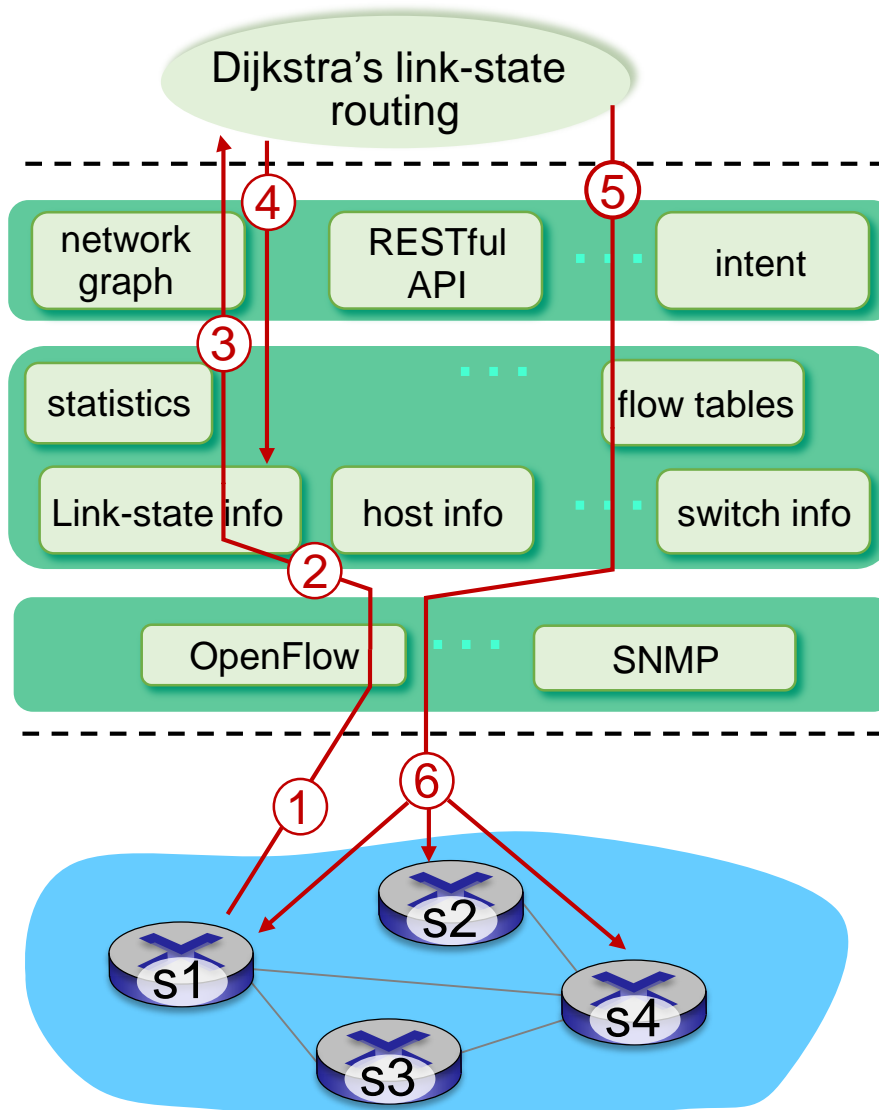 Dijkstra's link-state
routing
4
5
network
graph
RESTful
API
intent
3
statistics
flow tables
Link-state info
host info
switch info
2
OpenFlow
SNMP
1
6
s2
s1
s4
s3